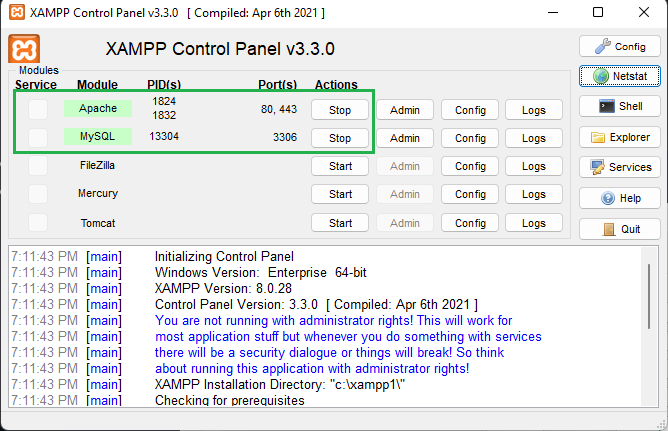 XAMPP Control Panel v3.3.0 [ Compiled: Apr 6th 2021 ]
XAMPP Control Panel v3.3.0
Config
Modules
Service Module PID(s) Port(s) Actions
Netstat
Apache 1824 1832 80, 443 Stop Admin Config Logs
Shell
MySQL 13304 3306 Stop Admin Config Logs
Explorer
FileZilla Start Admin Config Logs
Services
Mercury Start Admin Config Logs
Help
Tomcat Start Admin Config Logs
Quit
7:11:43 PM [main] Initializing Control Panel
7:11:43 PM [main] Windows Version: Enterprise 64-bit
7:11:43 PM [main] XAMPP Version: 8.0.28
7:11:43 PM [main] Control Panel Version: 3.3.0 [ Compiled: Apr 6th 2021 ]
7:11:43 PM [main] You are not running with administrator rights! This will work for
7:11:43 PM [main] most application stuff but whenever you do something with services
7:11:43 PM [main] there will be a security dialogue or things will break! So think
7:11:43 PM [main] about running this application with administrator rights!
7:11:43 PM [main] XAMPP Installation Directory: "c:\xampp1\"
7:11:43 PM [main] Checking for prerequisites